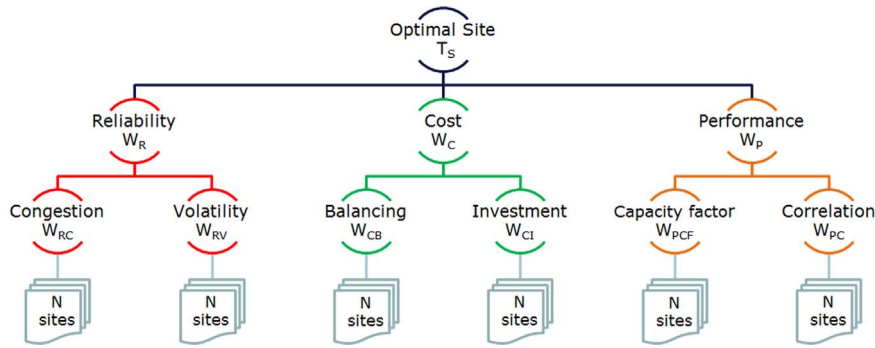 Optimal Site
T_S
Reliability
W_R
Cost
W_C
Performance
W_P
Congestion
W_RC
Volatility
W_RV
Balancing
W_CB
Investment
W_CI
Capacity factor
W_PCF
Correlation
W_PC
N
sites
N
sites
N
sites
N
sites
N
sites
N
sites